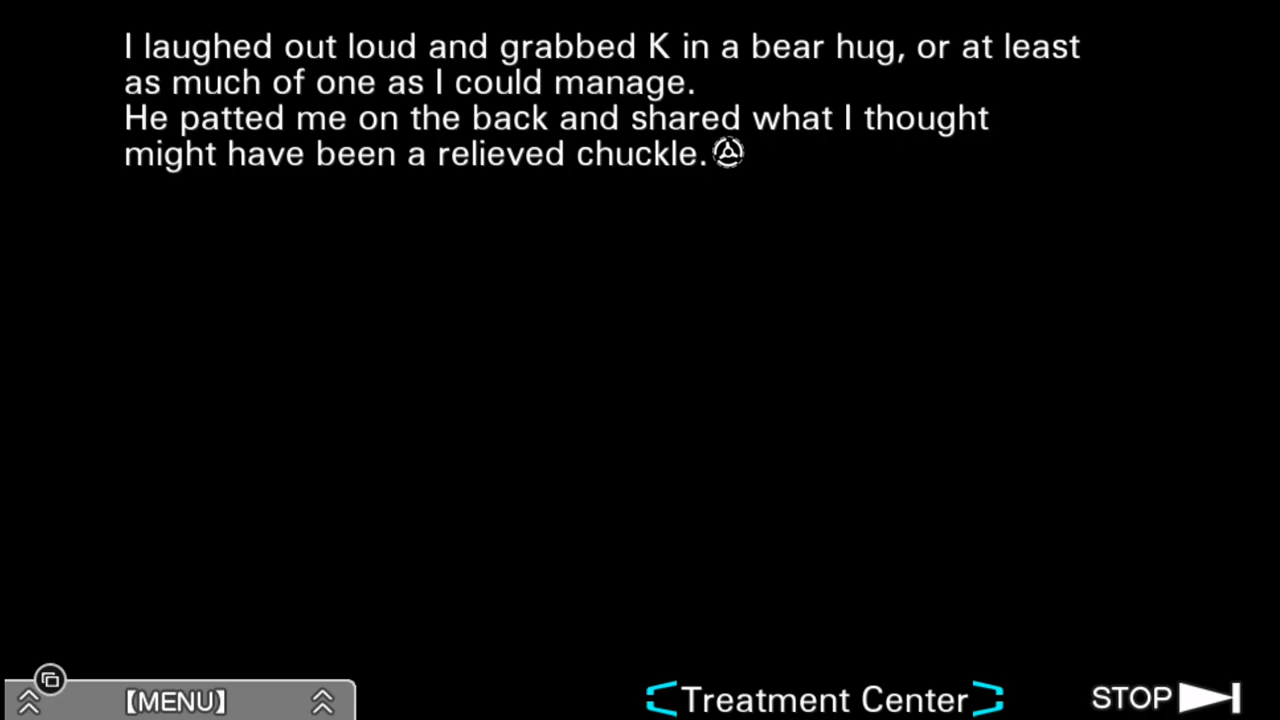 I laughed out loud and grabbed K in a bear hug, or at least
as much of one as I could manage.
He patted me on the back and shared what I thought
might have been a relieved chuckle.
【MENU】
Treatment Center
STOP